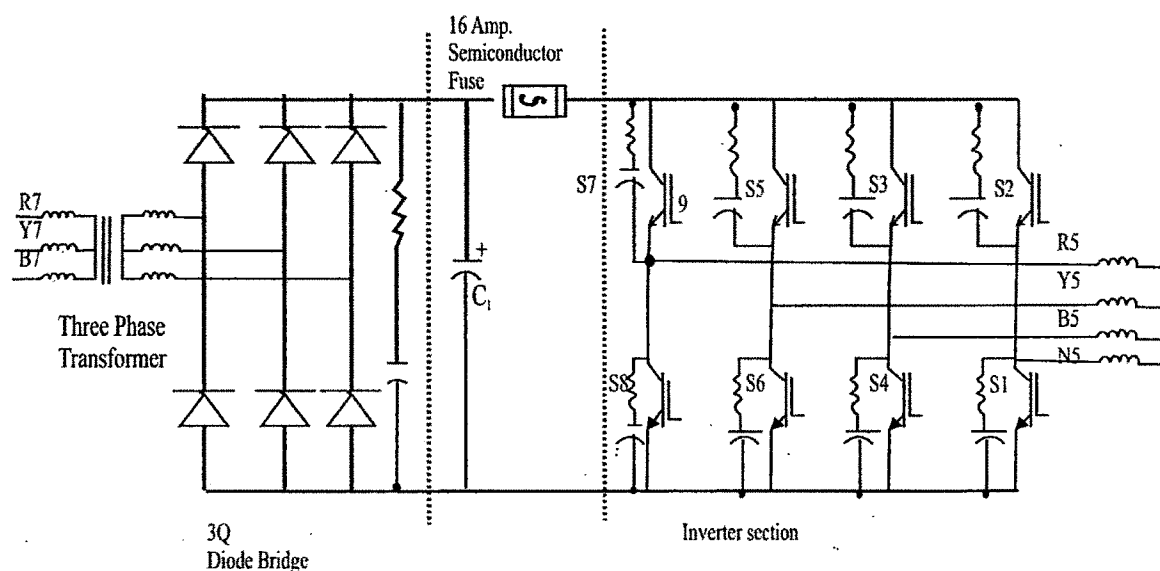 16 Amp.
Semiconductor
Fuse
S7
9
S5
S3
S2
R7
Y7
B7
R5
Y5
B5
N5
+
C1
Three Phase
Transformer
S8
S6
S4
S1
3Q
Diode Bridge
Inverter section